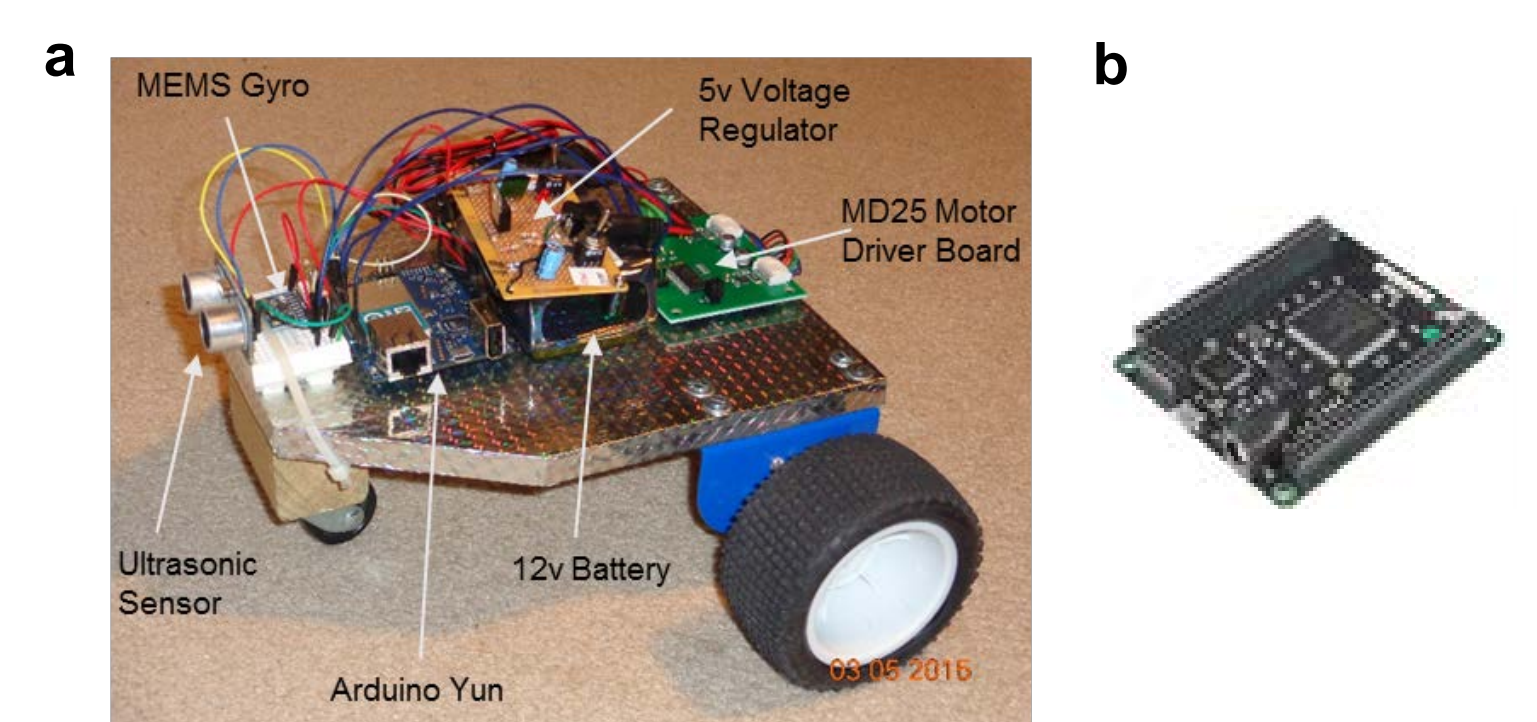 a
b
MEMS Gyro
5v Voltage
Regulator
MD25 Motor
Driver Board
Ultrasonic
Sensor
12v Battery
Arduino Yun
03 05 2015